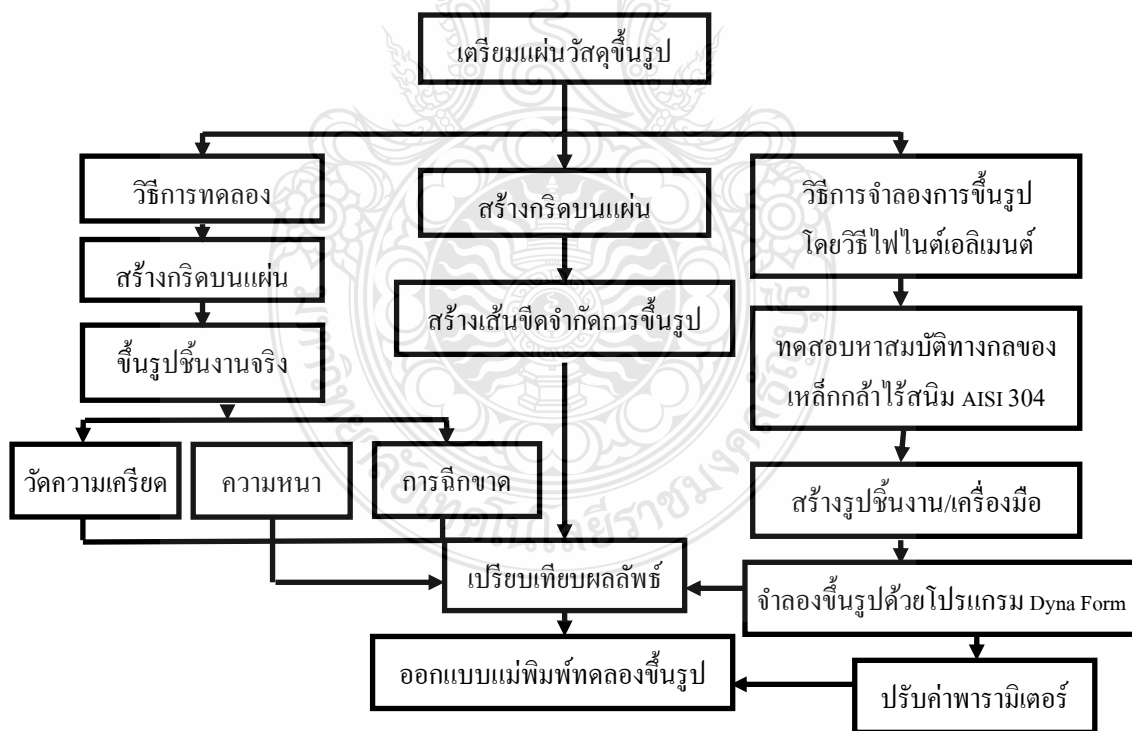 เตรียมแผ่นวัสดุขึ้นรูป
วิธีการทดลอง
สร้างกริดบนแผ่น
ขึ้นรูปชิ้นงานจริง
วัดความเครียด
ความหนา
การฉีกขาด
สร้างกริดบนแผ่น
สร้างเส้นขีดจำกัดการขึ้นรูป
เปรียบเทียบผลลัพธ์
ออกแบบแม่พิมพ์ทดลองขึ้นรูป
วิธีการจำลองการขึ้นรูป
โดยวิธีไฟไนต์เอลิเมนต์
ทดสอบหาสมบัติทางกลของ
เหล็กกล้าไร้สนิม AISI 304
สร้างรูปชิ้นงาน/เครื่องมือ
จำลองขึ้นรูปด้วยโปรแกรม Dyna Form
ปรับค่าพารามิเตอร์